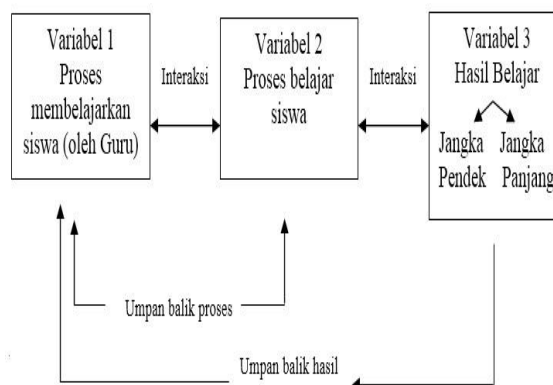 Variabel 1
Proses
membelajarkan
siswa (oleh Guru)
Interaksi
Variabel 2
Proses belajar
siswa
Interaksi
Variabel 3
Hasil Belajar
Jangka Jangka
Pendek Panjang
Umpan balik proses
Umpan balik hasil